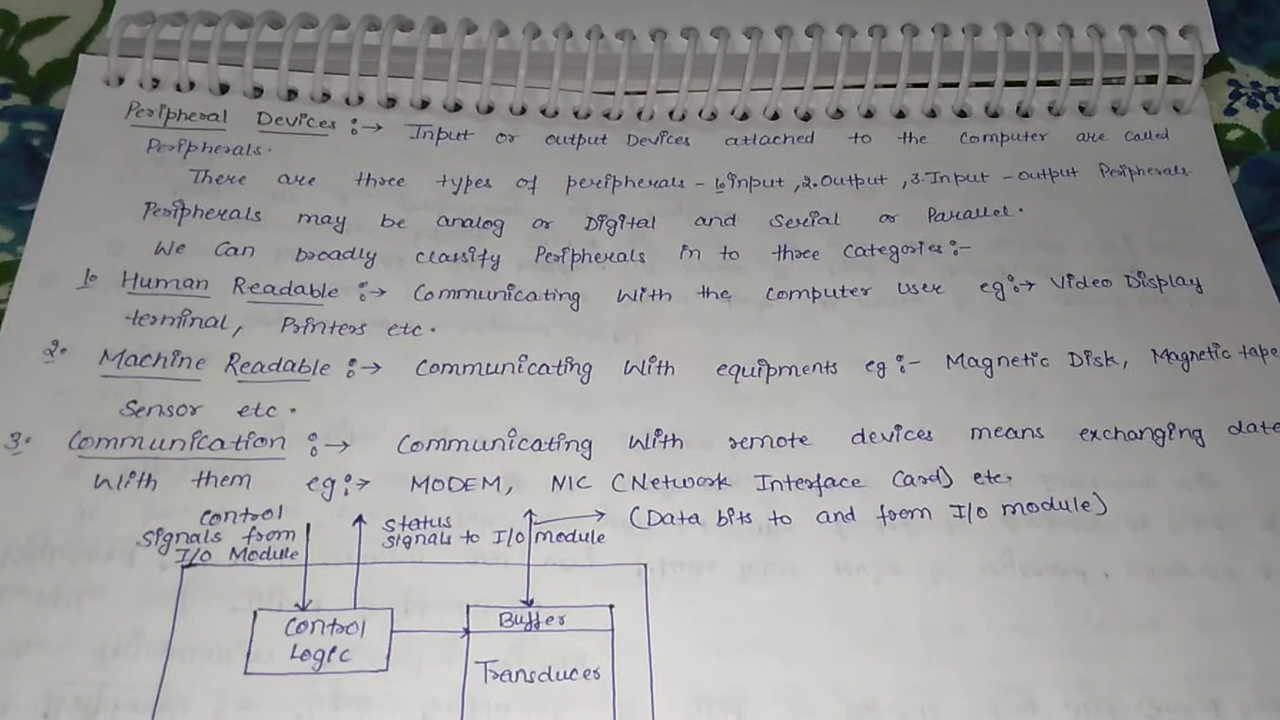 Peripheral Devices :→ Input or output Devices attached to the computer are called
Peripherals.
There are three types of peripherals - 1. Input, 2. Output, 3. Input - output Peripherals.
Peripherals may be analog or Digital and Serial or Parallel.
We Can broadly classify Peripherals in to three categories :-
1. Human Readable :→ Communicating with the computer user eg :→ Video Display
terminal, Printers etc.
2. Machine Readable :→ Communicating with equipments eg :- Magnetic Disk, Magnetic tape
Sensor etc.
3. Communication :→ Communicating with remote devices means exchanging date
with them eg :→ MODEM, NIC (Network Interface Card) etc.
Control
Signals from
I/O Module
Status
signals to I/O module
(Data bits to and from I/O module)
Control
Logic
Buffer
Transducer